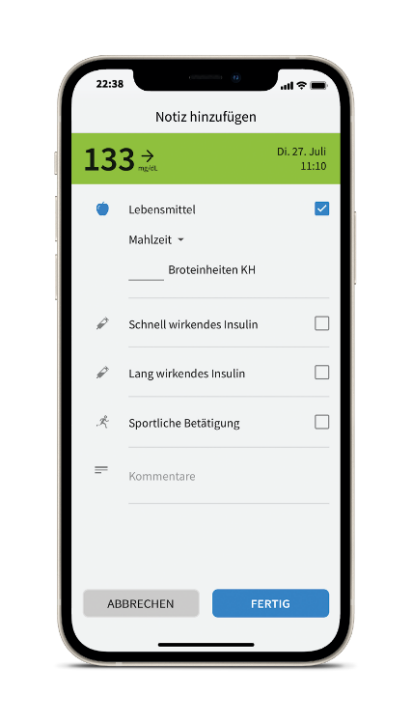 22:38
Notiz hinzufügen
133 → mg/dL
Di. 27. Juli
11:10
Lebensmittel
Mahlzeit
Broteinheiten KH
Schnell wirkendes Insulin
Lang wirkendes Insulin
Sportliche Betätigung
Kommentare
ABBRECHEN
FERTIG